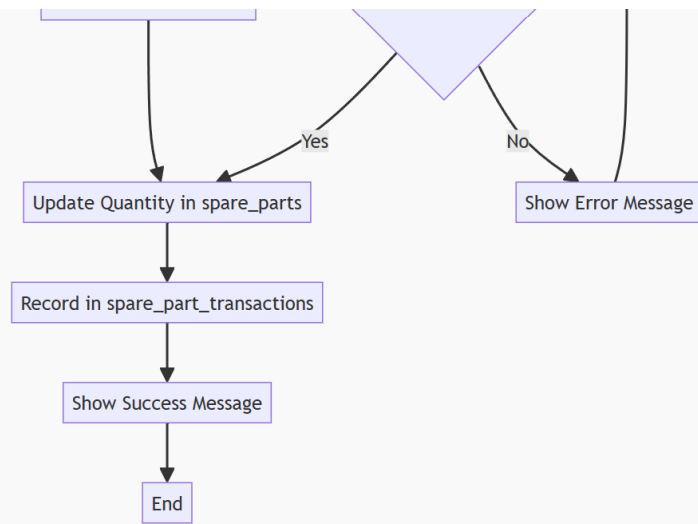 Yes
No
Update Quantity in spare_parts
Show Error Message
Record in spare_part_transactions
Show Success Message
End